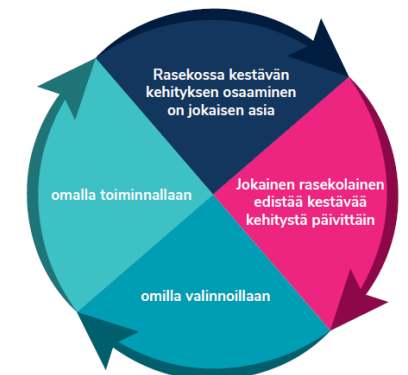 Rasekossa kestävän
kehityksen osaaminen
on jokaisen asia
Jokainen rasekolainen
edistää kestävää
kehitystä päivittäin
omilla valinnoillaan
omalla toiminnallaan